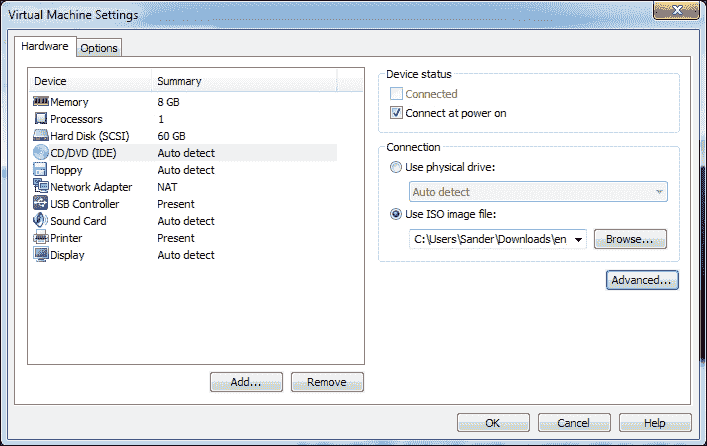 Virtual Machine Settings
Hardware Options
Device Summary
Memory 8 GB
Processors 1
Hard Disk (SCSI) 60 GB
CD/DVD (IDE) Auto detect
Floppy Auto detect
Network Adapter NAT
USB Controller Present
Sound Card Auto detect
Printer Present
Display Auto detect
Add... Remove
Device status
Connected
Connect at power on
Connection
Use physical drive:
Auto detect
Use ISO image file:
C:\Users\Sander\Downloads\en Browse...
Advanced...
OK Cancel Help